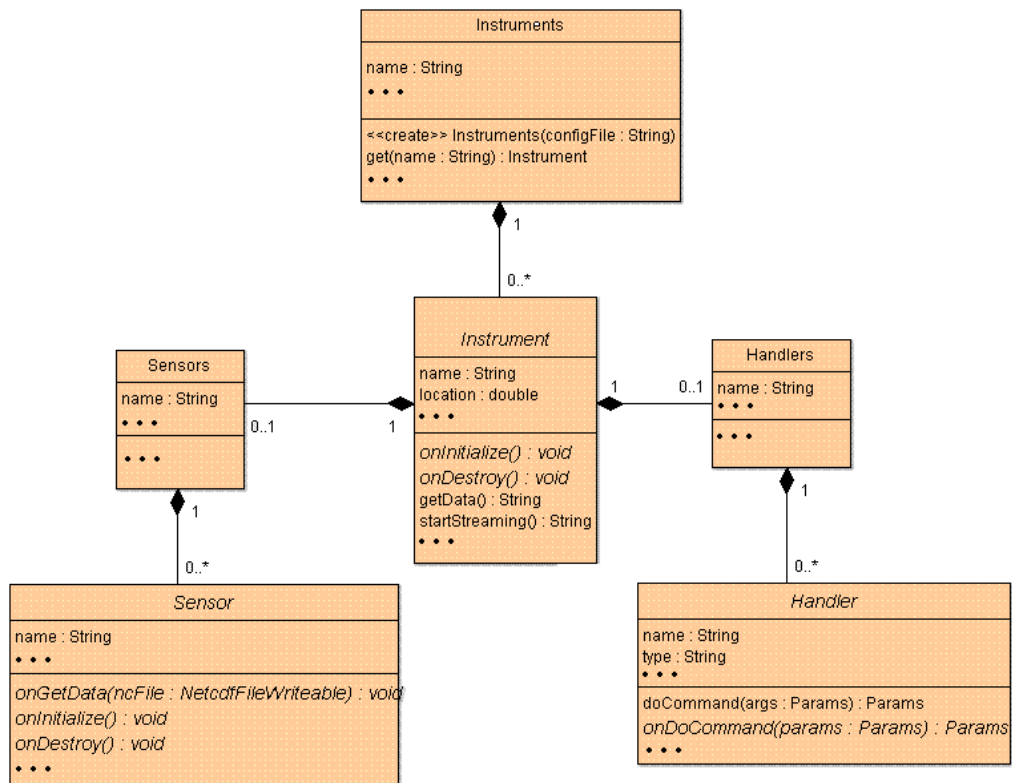 Instruments
name : String
• • •
<<create>> Instruments(configFile : String)
get(name : String) : Instrument
• • •
1
0..*
Instrument
name : String
location : double
• • •
onInitialize() : void
onDestroy() : void
getData() : String
startStreaming() : String
• • •
Sensors
name : String
• • •
• • •
0..1
1
1
0..1
Handlers
name : String
• • •
• • •
1
0..*
Sensor
name : String
• • •
onGetData(ncFile : NetcdfFileWriteable) : void
onInitialize() : void
onDestroy() : void
• • •
1
0..*
Handler
name : String
type : String
• • •
doCommand(args : Params) : Params
onDoCommand(params : Params) : Params
• • •